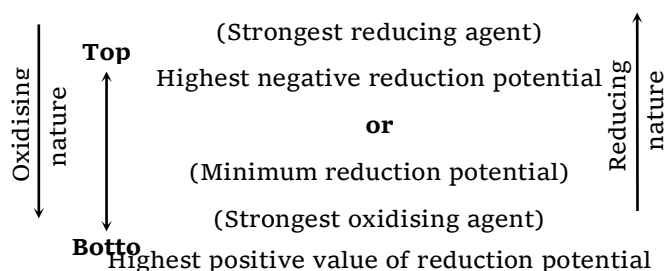 (Strongest reducing agent)
Top
Highest negative reduction potential
or
(Minimum reduction potential)
(Strongest oxidising agent)
Botto
Highest positive value of reduction potential
Oxidising
nature
Reducing
nature